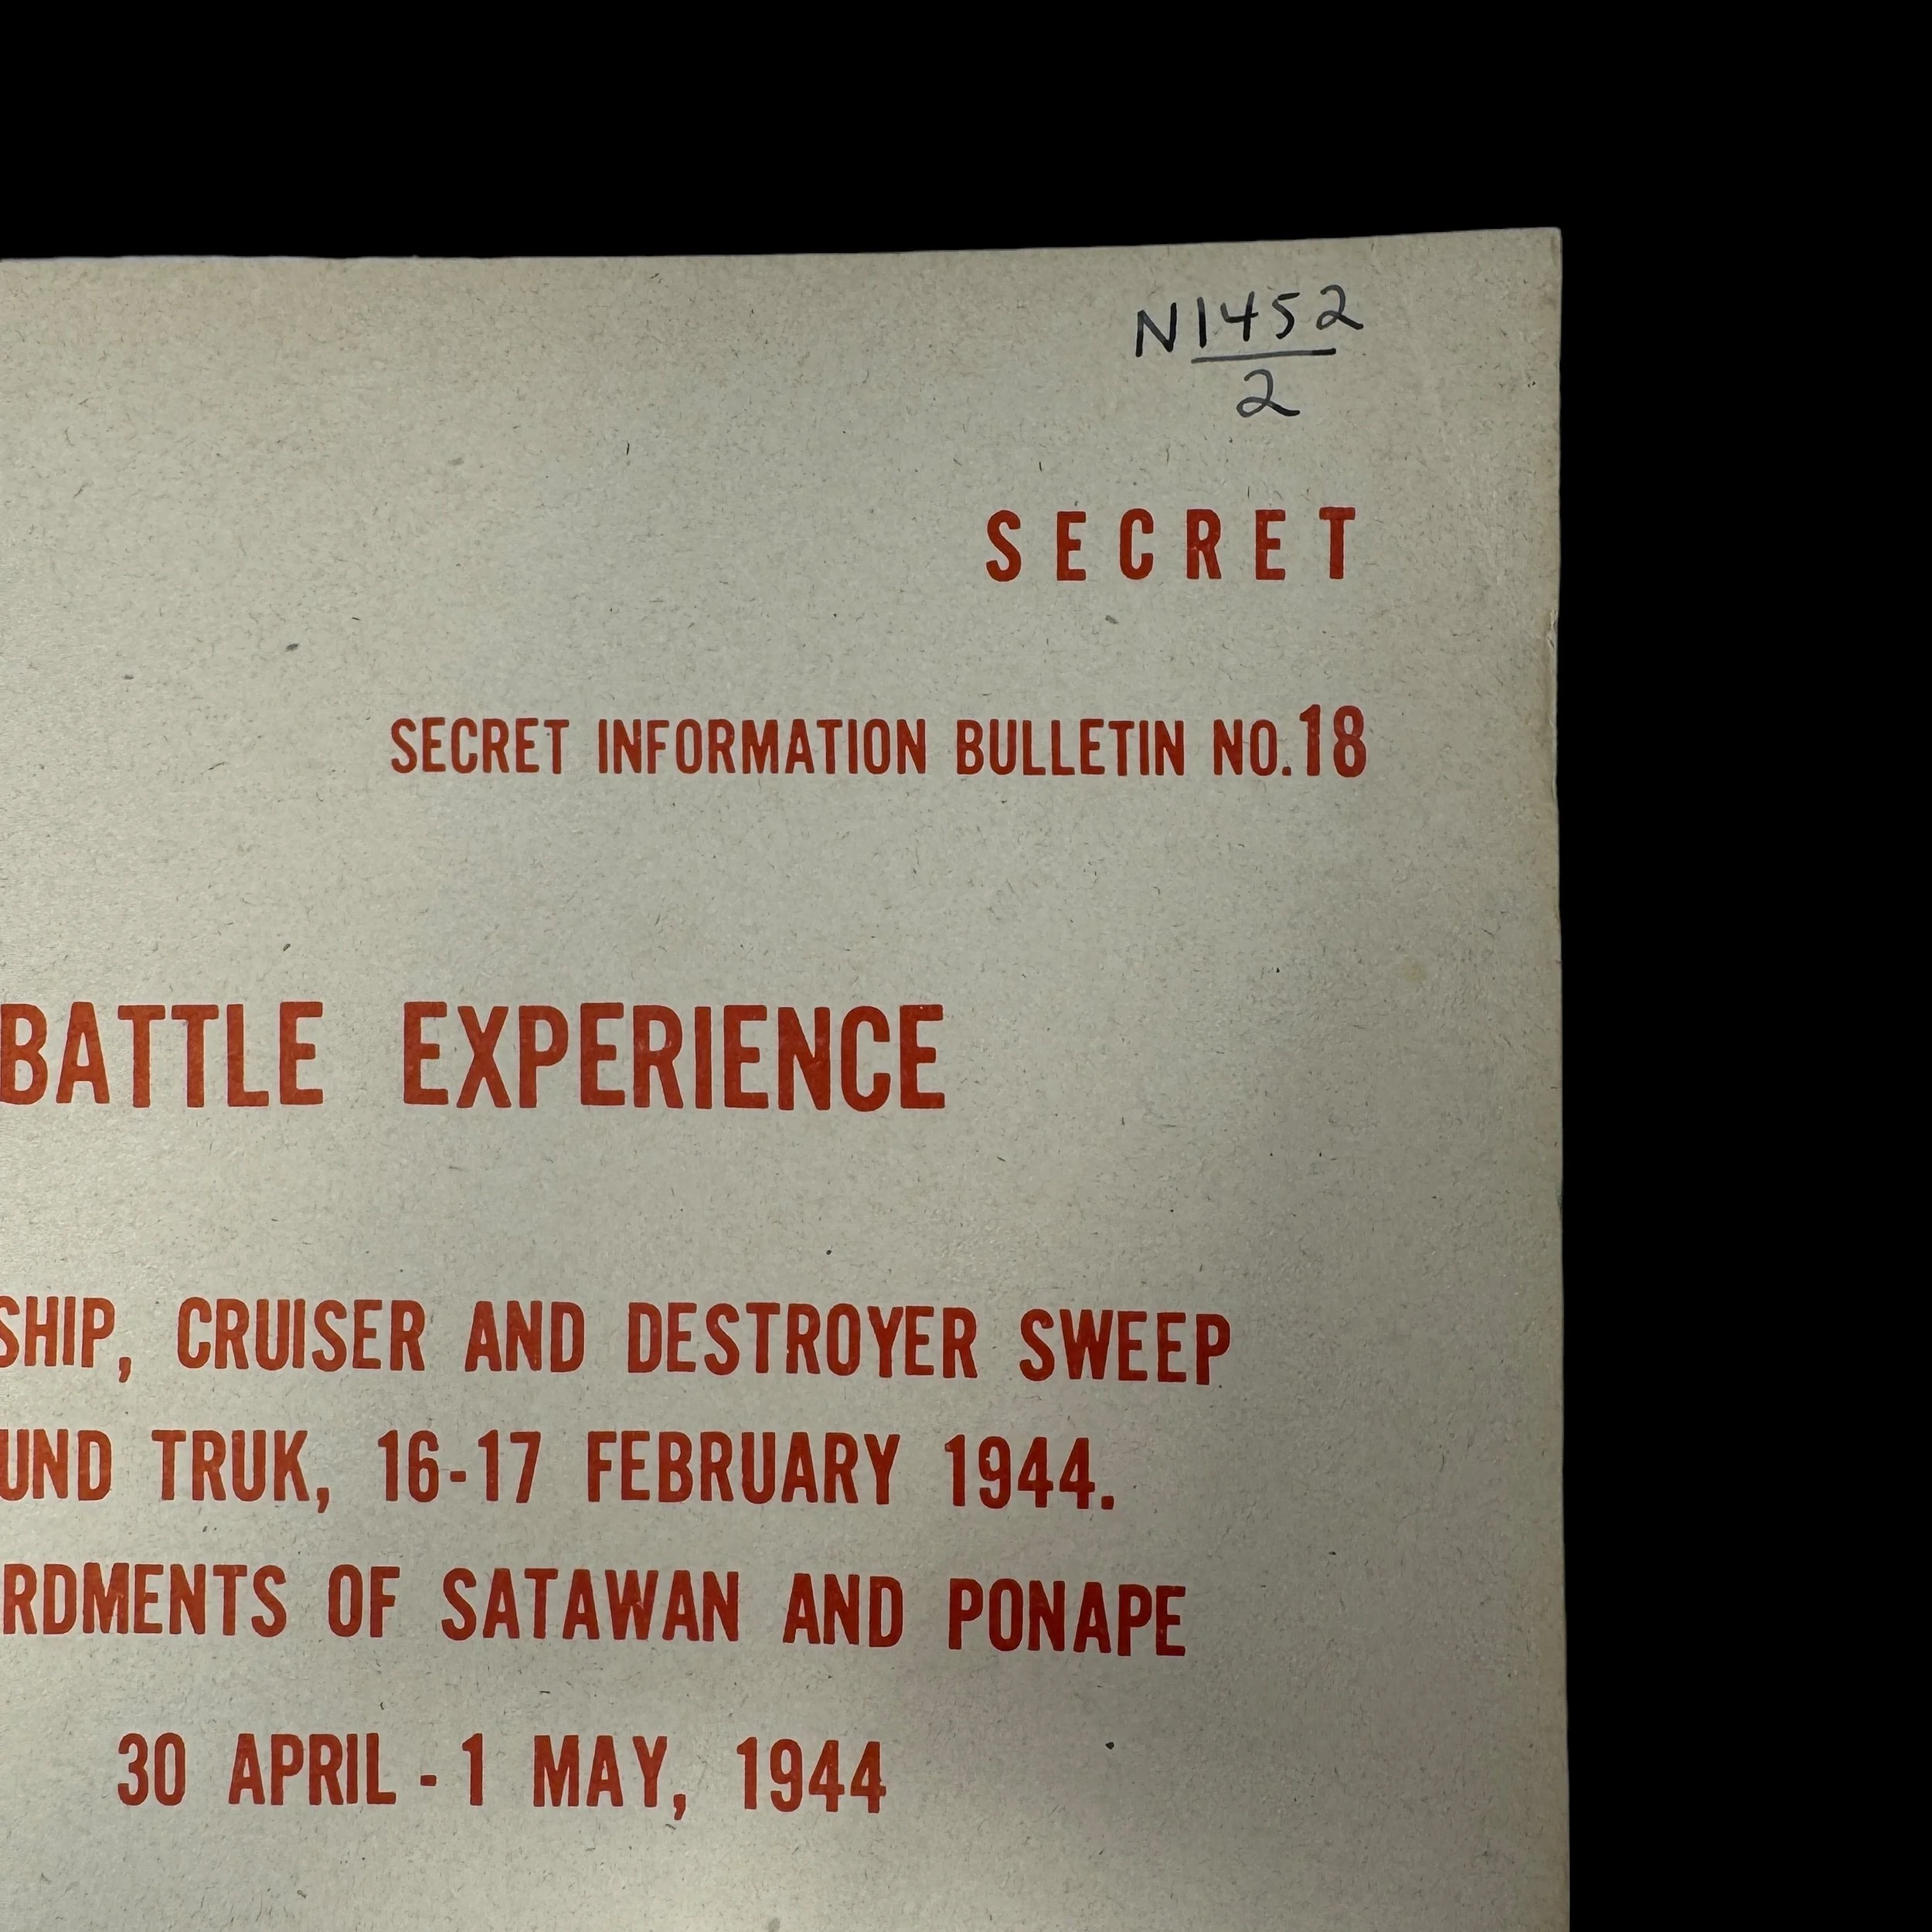 N1452
2
SECRET
SECRET INFORMATION BULLETIN NO.18
BATTLE EXPERIENCE
SHIP, CRUISER AND DESTROYER SWEEP
UND TRUK, 16-17 FEBRUARY 1944.
RDMENTS OF SATAWAN AND PONAPE
30 APRIL - 1 MAY, 1944